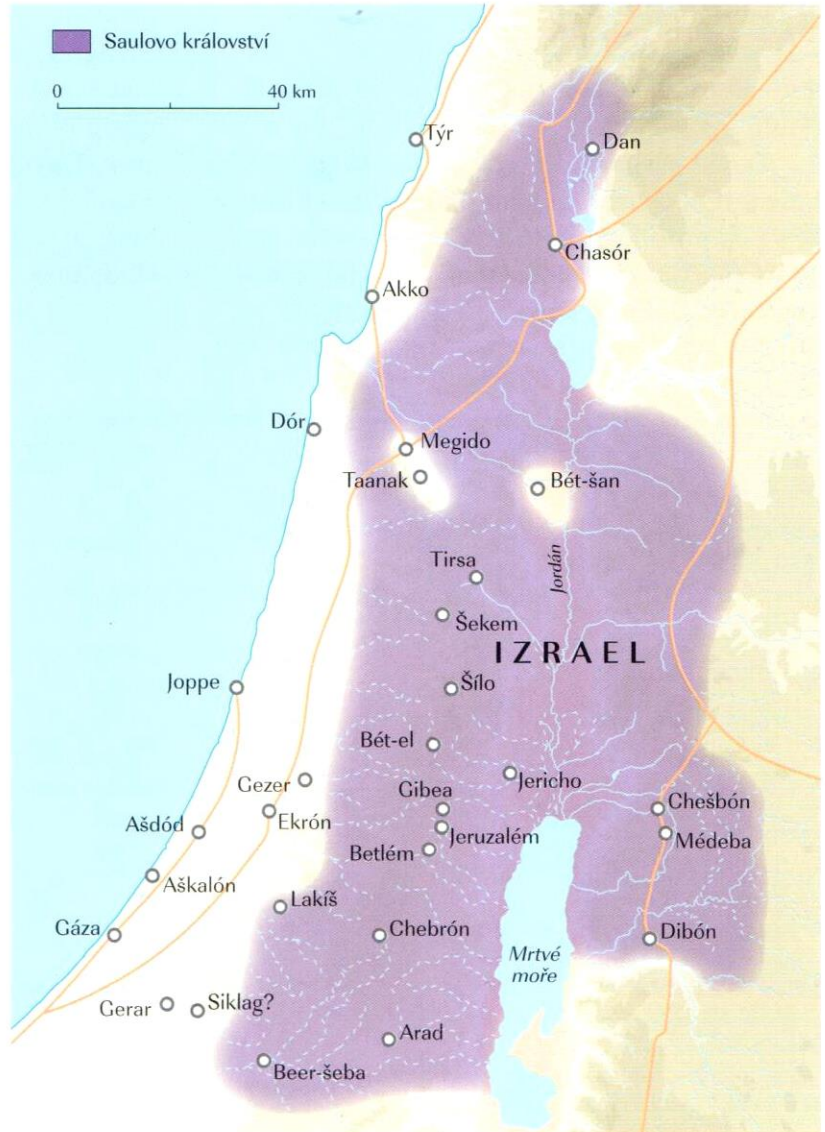 Saulovo království
0 40 km
Týr
Dan
Chasór
Akko
Dór
Megido
Taanak
Bét-šan
Tirsa
Jordán
Šekem
IZRAEL
Joppe
Šílo
Bét-el
Jericho
Gezer
Gibea
Chešbón
Ekrón
Ašdód
Jeruzalém
Médeba
Betlém
Aškalón
Lakíš
Gáza
Chebrón
Dibón
Mrtvé
moře
Gerar
Siklag?
Arad
Beer-šeba